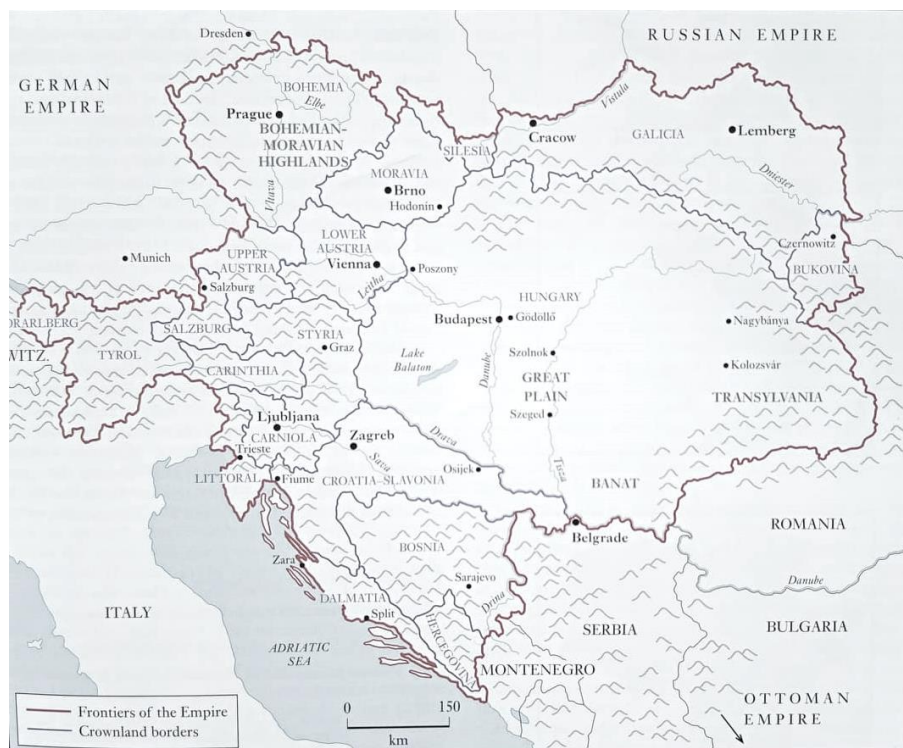 Dresden
RUSSIAN EMPIRE
GERMAN
EMPIRE
BOHEMIA
Elbe
Vistula
Prague
BOHEMIAN-
MORAVIAN
HIGHLANDS
Cracow
GALICIA
Lemberg
SILESIA
MORAVIA
Brno
Dniester
Vltava
Hodonín
LOWER
AUSTRIA
Czernowitz
Munich
UPPER
AUSTRIA
Vienna
Poszony
BUKOVINA
Leitha
Salzburg
HUNGARY
Budapest
Gödöllő
Nagybánya
ORARLBERG
SALZBURG
STYRIA
WITZ.
TYROL
Graz
Lake
Balaton
Danube
Szolnok
Kolozsvár
CARINTHIA
GREAT
PLAIN
TRANSYLVANIA
Szeged
Ljubljana
CARNIOLA
Zagreb
Drava
Trieste
Sava
Osijek
Tisza
LITTORAL
Fiume
CROATIA–SLAVONIA
BANAT
ROMANIA
Belgrade
BOSNIA
Zara
Sarajevo
Danube
DALMATIA
Drina
ITALY
Split
HERCEGOVINA
SERBIA
BULGARIA
ADRIATIC
SEA
MONTENEGRO
OTTOMAN
EMPIRE
Frontiers of the Empire
Crownland borders
0 150
km